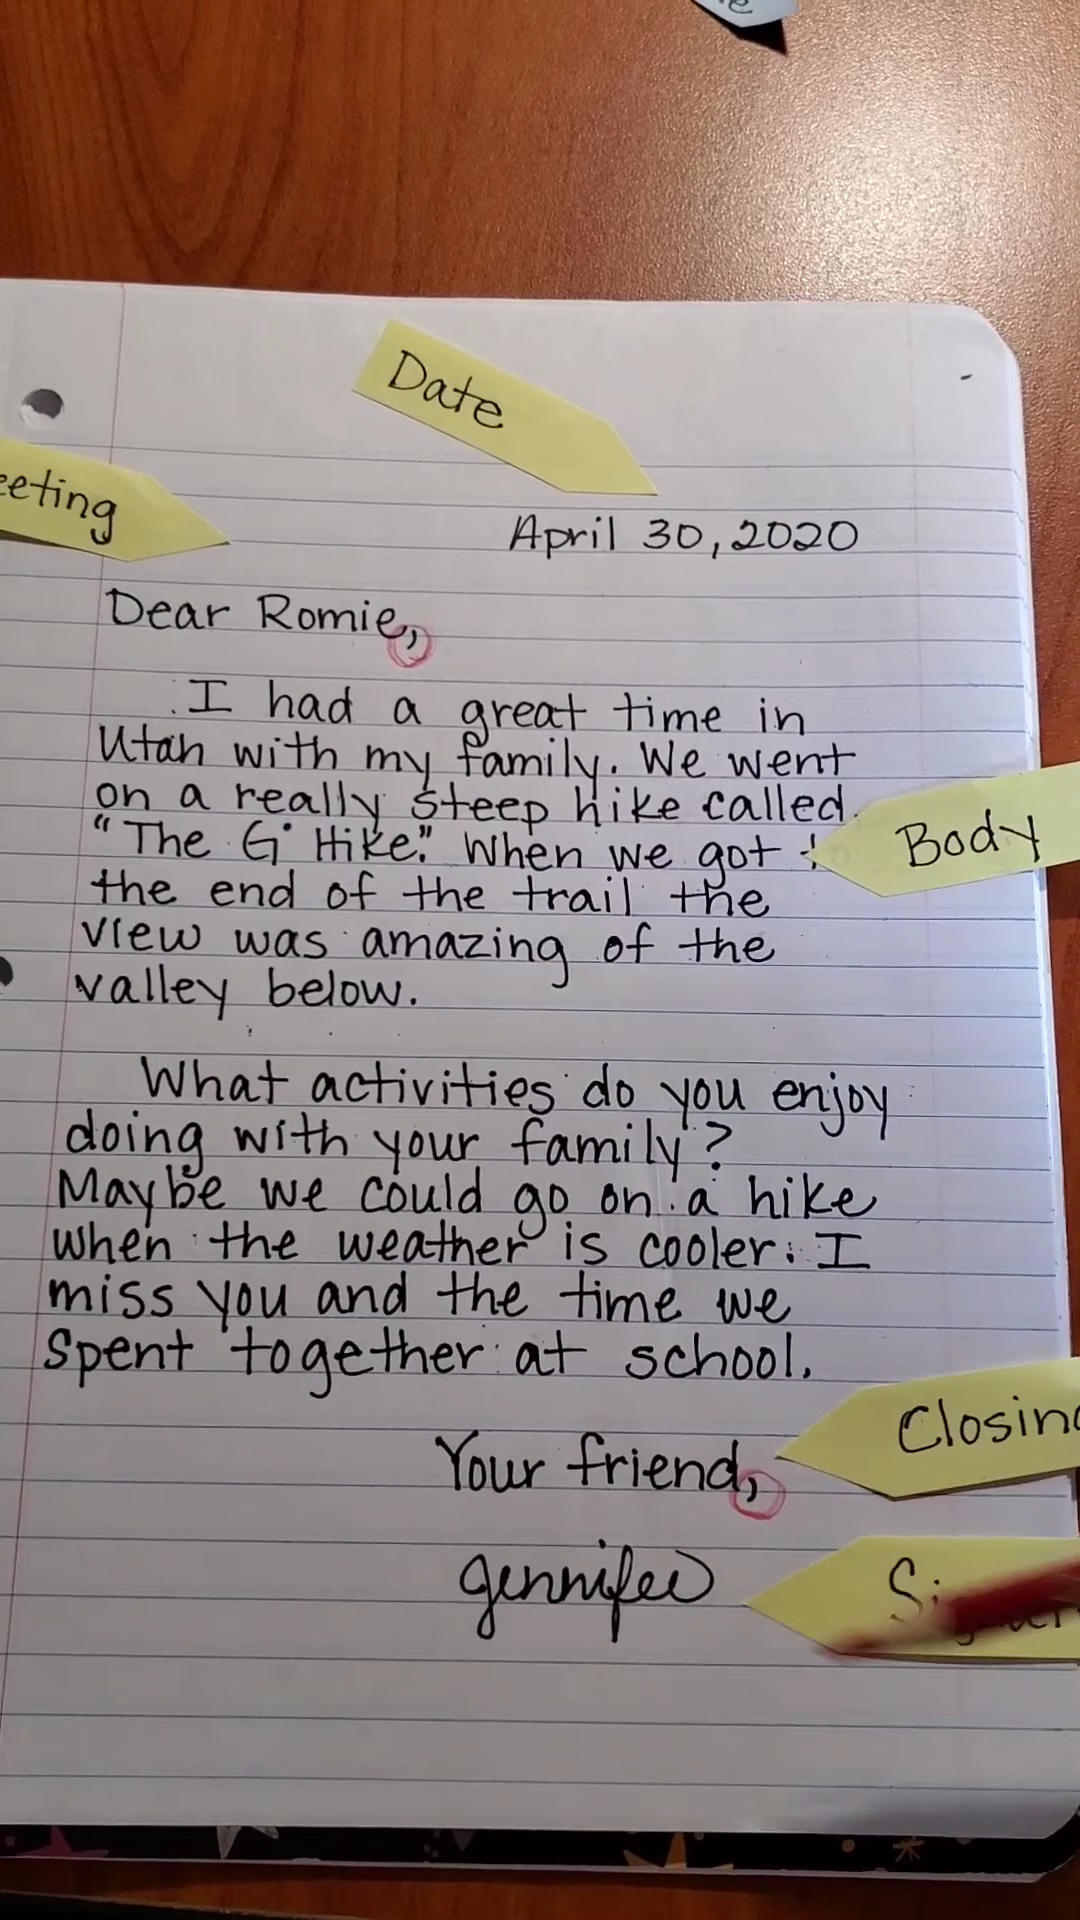 Date
April 30, 2020
Dear Romie,
I had a great time in
Utah with my family. We went
on a really steep hike called
"The G Hike." When we got
the end of the trail the
view was amazing of the
valley below.
Body
What activities do you enjoy
doing with your family?
Maybe we could go on a hike
when the weather is cooler. I
miss you and the time we
spent together at school.
Your friend,
Jennifer